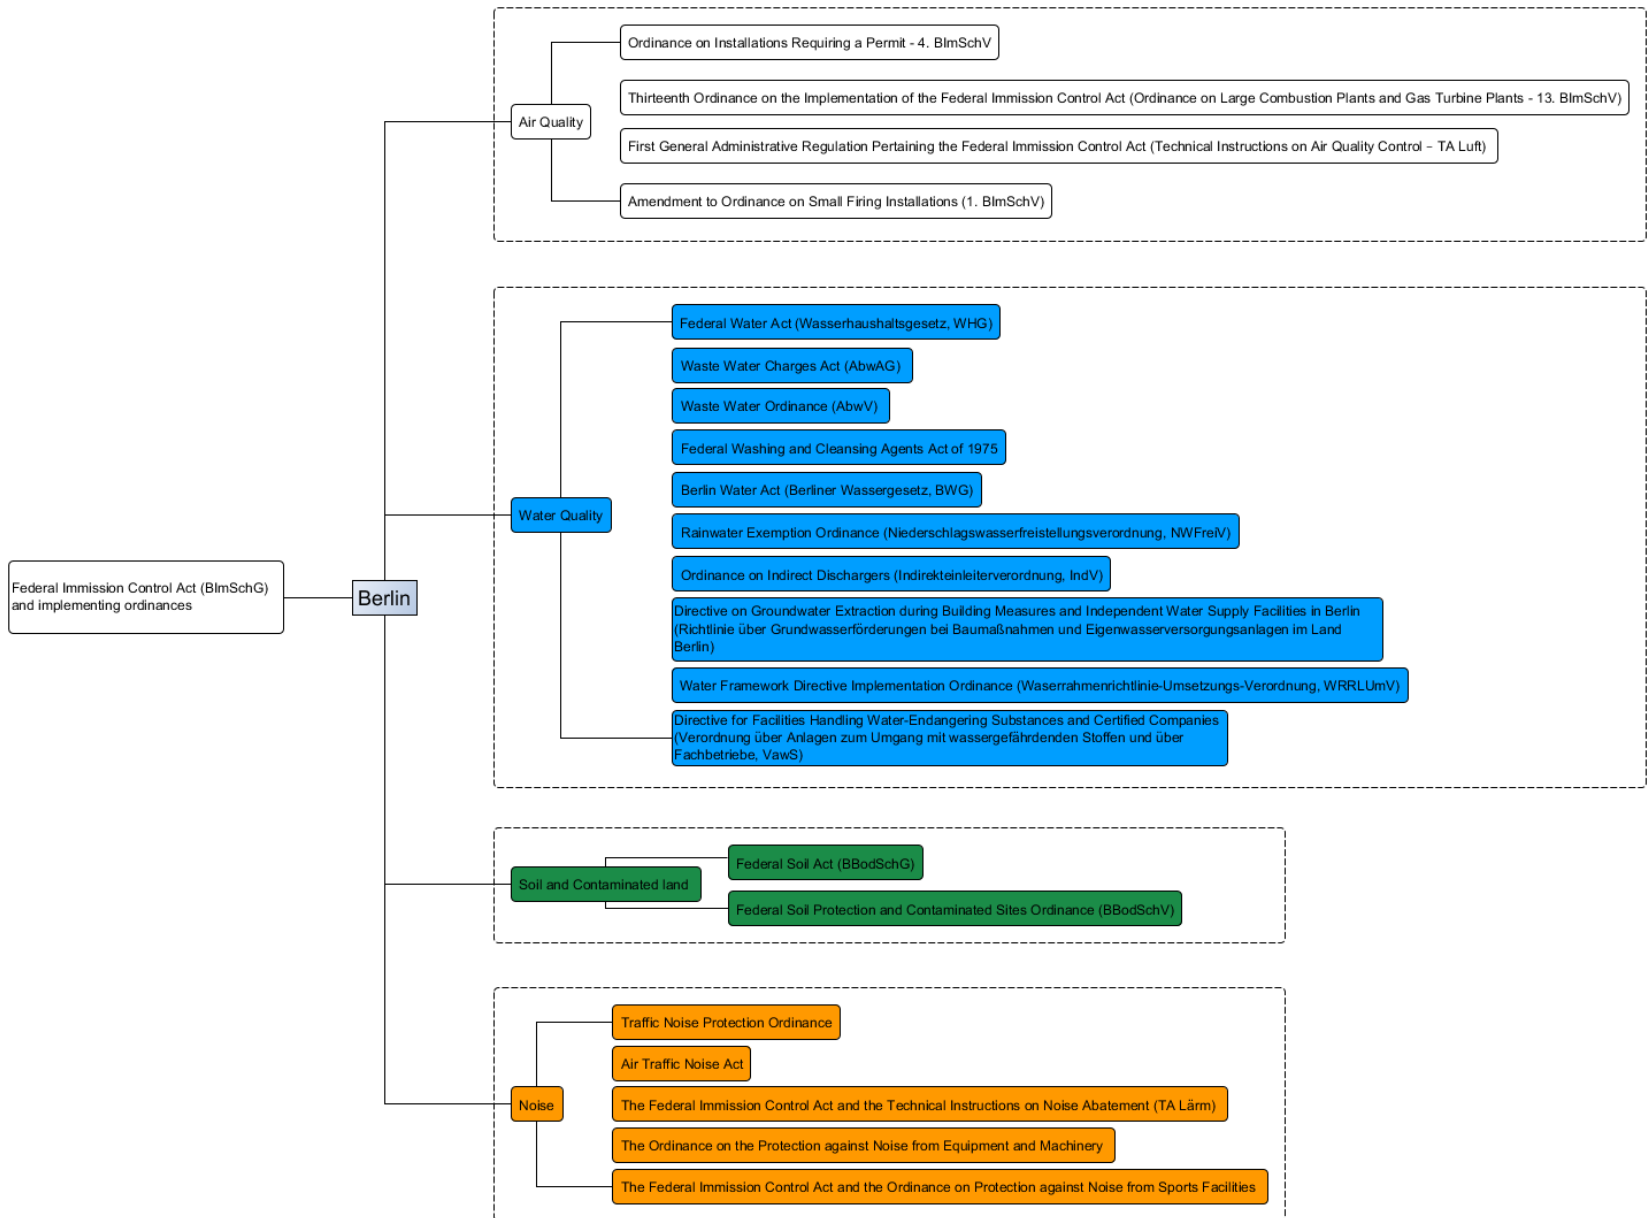 Ordinance on Installations Requiring a Permit - 4. BImSchV
Thirteenth Ordinance on the Implementation of the Federal Immission Control Act (Ordinance on Large Combustion Plants and Gas Turbine Plants - 13. BImSchV)
Air Quality
First General Administrative Regulation Pertaining the Federal Immission Control Act (Technical Instructions on Air Quality Control – TA Luft)
Amendment to Ordinance on Small Firing Installations (1. BImSchV)
Federal Water Act (Wasserhaushaltsgesetz, WHG)
Waste Water Charges Act (AbwAG)
Waste Water Ordinance (AbwV)
Federal Washing and Cleansing Agents Act of 1975
Berlin Water Act (Berliner Wassergesetz, BWG)
Water Quality
Rainwater Exemption Ordinance (Niederschlagswasserfreistellungsverordnung, NWFreiV)
Ordinance on Indirect Dischargers (Indirekteinleiterverordnung, IndV)
Federal Immission Control Act (BImSchG)
and implementing ordinances
Berlin
Directive on Groundwater Extraction during Building Measures and Independent Water Supply Facilities in Berlin
(Richtlinie über Grundwasserförderungen bei Baumaßnahmen und Eigenwasserversorgungsanlagen im Land
Berlin)
Water Framework Directive Implementation Ordinance (Waserrahmenrichtlinie-Umsetzungs-Verordnung, WRRLUmV)
Directive for Facilities Handling Water-Endangering Substances and Certified Companies
(Verordnung über Anlagen zum Umgang mit wassergefährdenden Stoffen und über
Fachbetriebe, VawS)
Federal Soil Act (BBodSchG)
Soil and Contaminated land
Federal Soil Protection and Contaminated Sites Ordinance (BBodSchV)
Traffic Noise Protection Ordinance
Air Traffic Noise Act
Noise
The Federal Immission Control Act and the Technical Instructions on Noise Abatement (TA Lärm)
The Ordinance on the Protection against Noise from Equipment and Machinery
The Federal Immission Control Act and the Ordinance on Protection against Noise from Sports Facilities